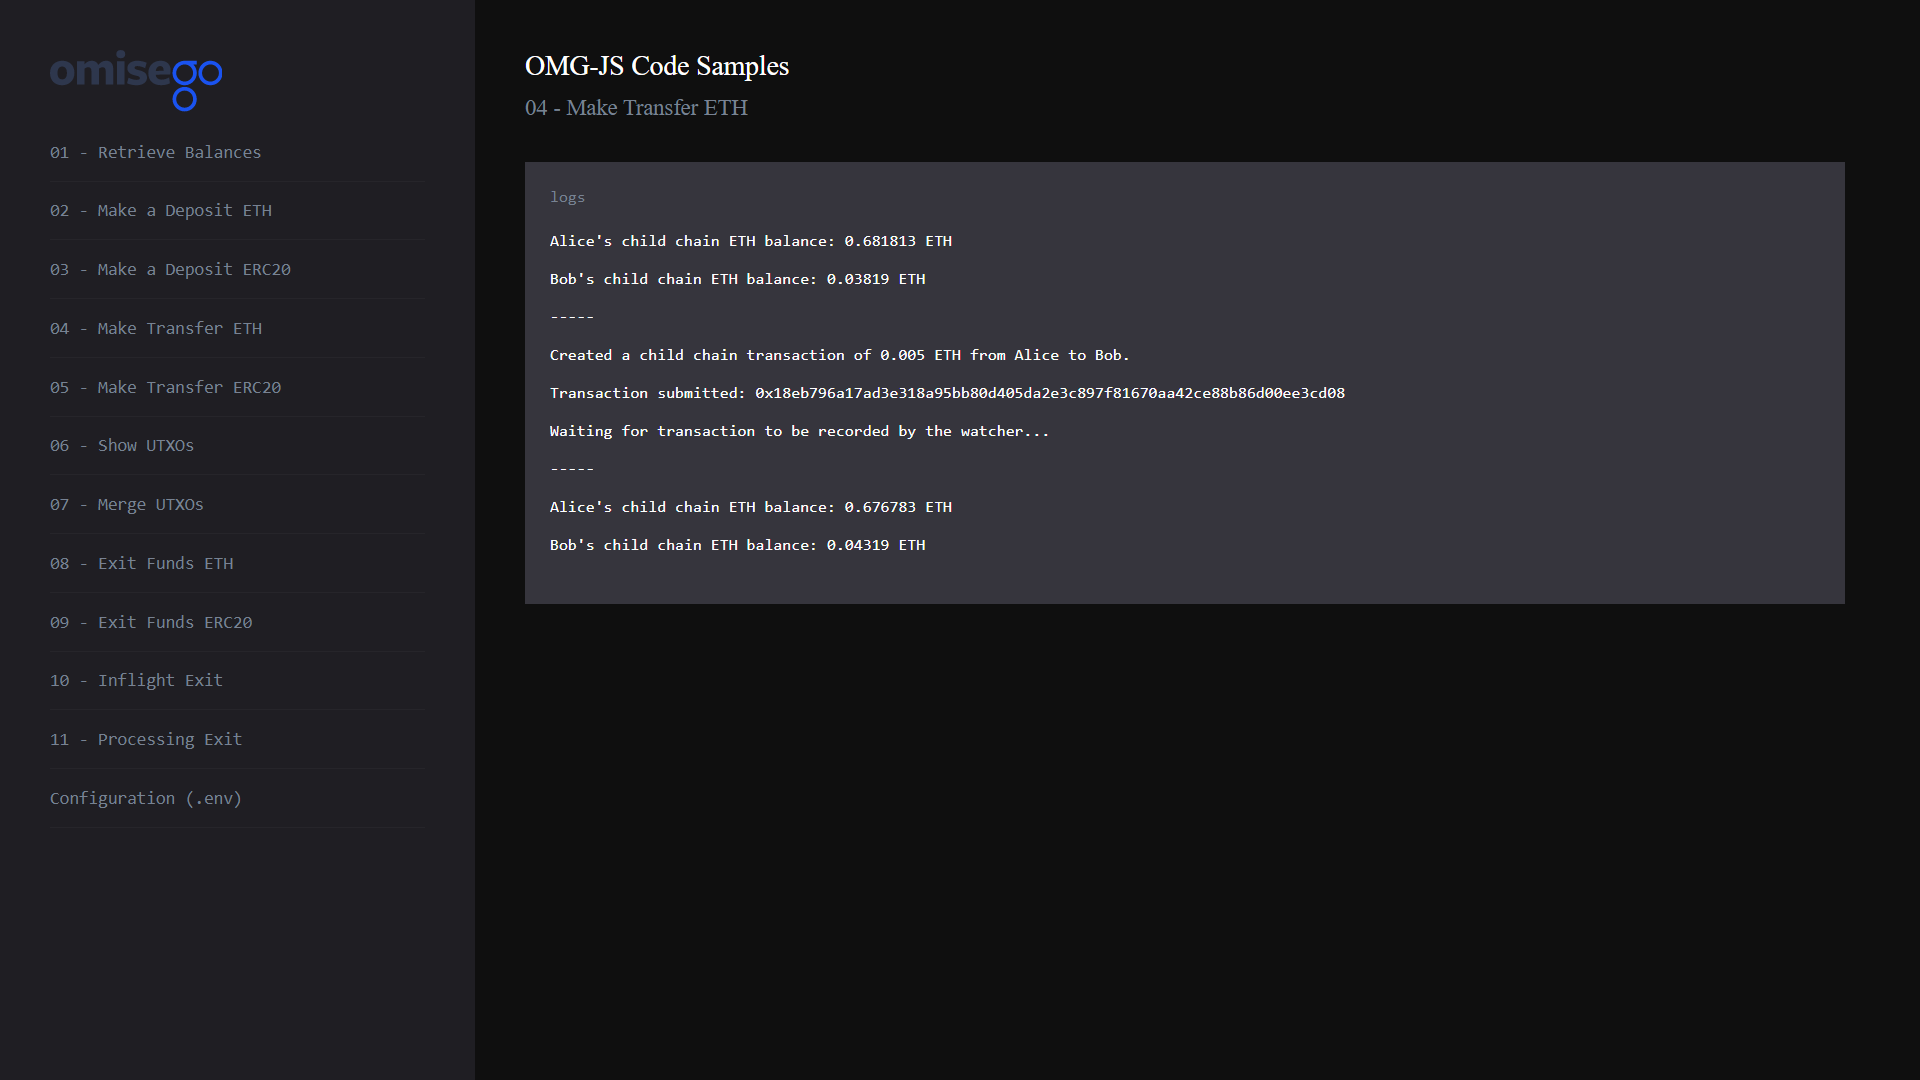 omisego
01 - Retrieve Balances
02 - Make a Deposit ETH
03 - Make a Deposit ERC20
04 - Make Transfer ETH
05 - Make Transfer ERC20
06 - Show UTXOs
07 - Merge UTXOs
08 - Exit Funds ETH
09 - Exit Funds ERC20
10 - Inflight Exit
11 - Processing Exit
Configuration (.env)
OMG-JS Code Samples
04 - Make Transfer ETH
logs
Alice's child chain ETH balance: 0.681813 ETH
Bob's child chain ETH balance: 0.03819 ETH
-----
Created a child chain transaction of 0.005 ETH from Alice to Bob.
Transaction submitted: 0x18eb796a17ad3e318a95bb80d405da2e3c897f81670aa42ce88b86d00ee3cd08
Waiting for transaction to be recorded by the watcher...
-----
Alice's child chain ETH balance: 0.676783 ETH
Bob's child chain ETH balance: 0.04319 ETH